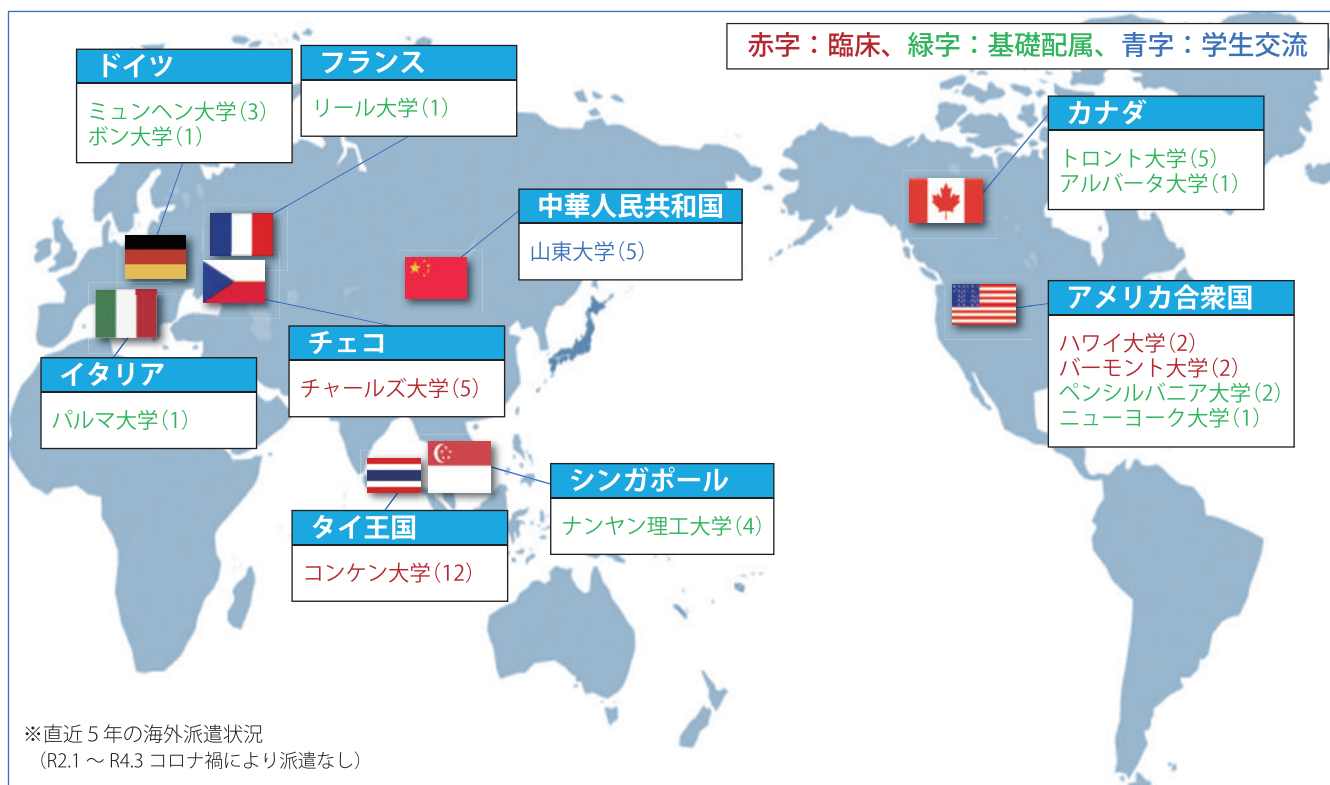 赤字：臨床、緑字：基礎配属、青字：学生交流
ドイツ
ミュンヘン大学(3)
ボン大学(1)
フランス
リール大学(1)
カナダ
トロント大学(5)
アルバータ大学(1)
中華人民共和国
山東大学(5)
アメリカ合衆国
ハワイ大学(2)
バーモント大学(2)
ペンシルバニア大学(2)
ニューヨーク大学(1)
チェコ
チャールズ大学(5)
イタリア
パルマ大学(1)
シンガポール
ナンヤン理工大学(4)
タイ王国
コンケン大学(12)
※直近5年の海外派遣状況
（R2.1 ～ R4.3 コロナ禍により派遣なし）